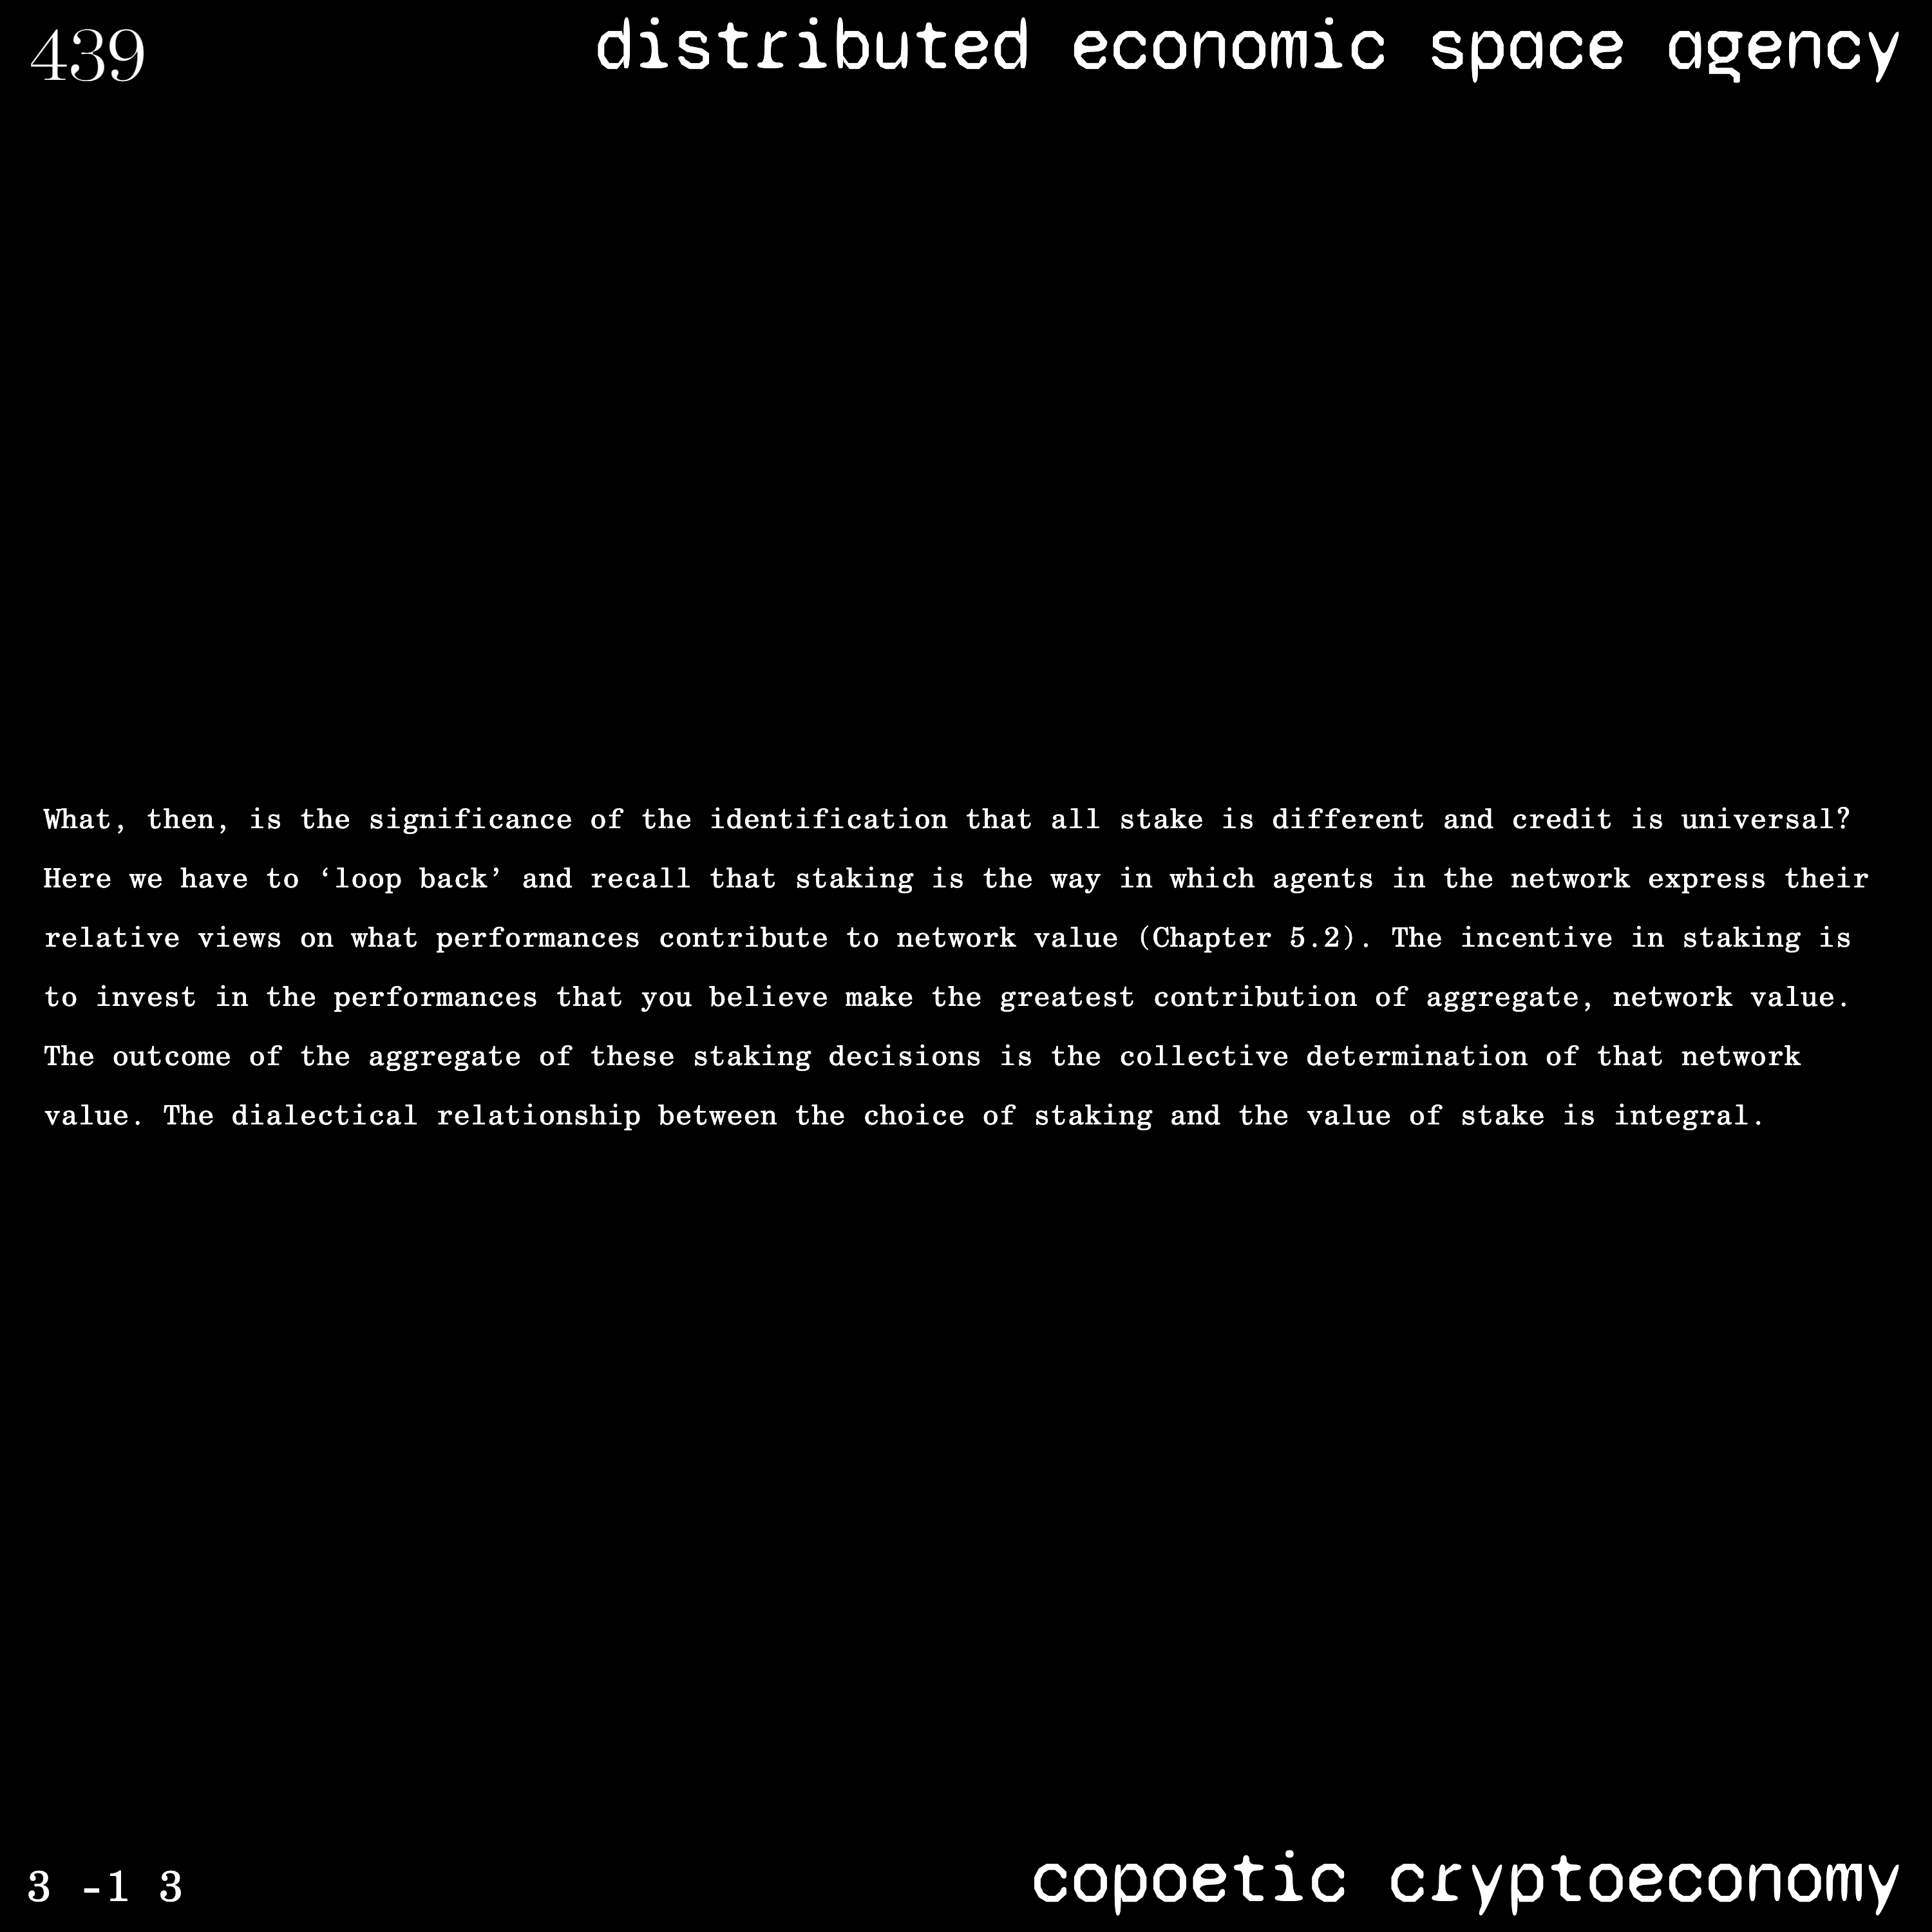 439
distributed economic space agency
What, then, is the significance of the identification that all stake is different and credit is universal?
Here we have to ‘loop back’ and recall that staking is the way in which agents in the network express their
relative views on what performances contribute to network value (Chapter 5.2). The incentive in staking is
to invest in the performances that you believe make the greatest contribution of aggregate, network value.
The outcome of the aggregate of these staking decisions is the collective determination of that network
value. The dialectical relationship between the choice of staking and the value of stake is integral.
3 -1 3
copoetic cryptoeconomy